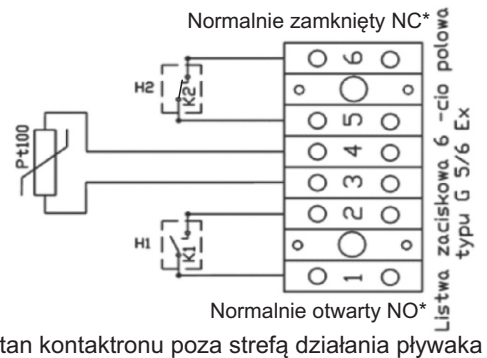 Normalnie zamknięty NC*
H2
K2
6
5
4
3
2
1
Pt100
H1
K1
Listwa zaciskowa 6 -cio polowa
typu G 5/6 Ex
Normalnie otwarty NO*
tan kontaktronu poza strefą działania pływaka